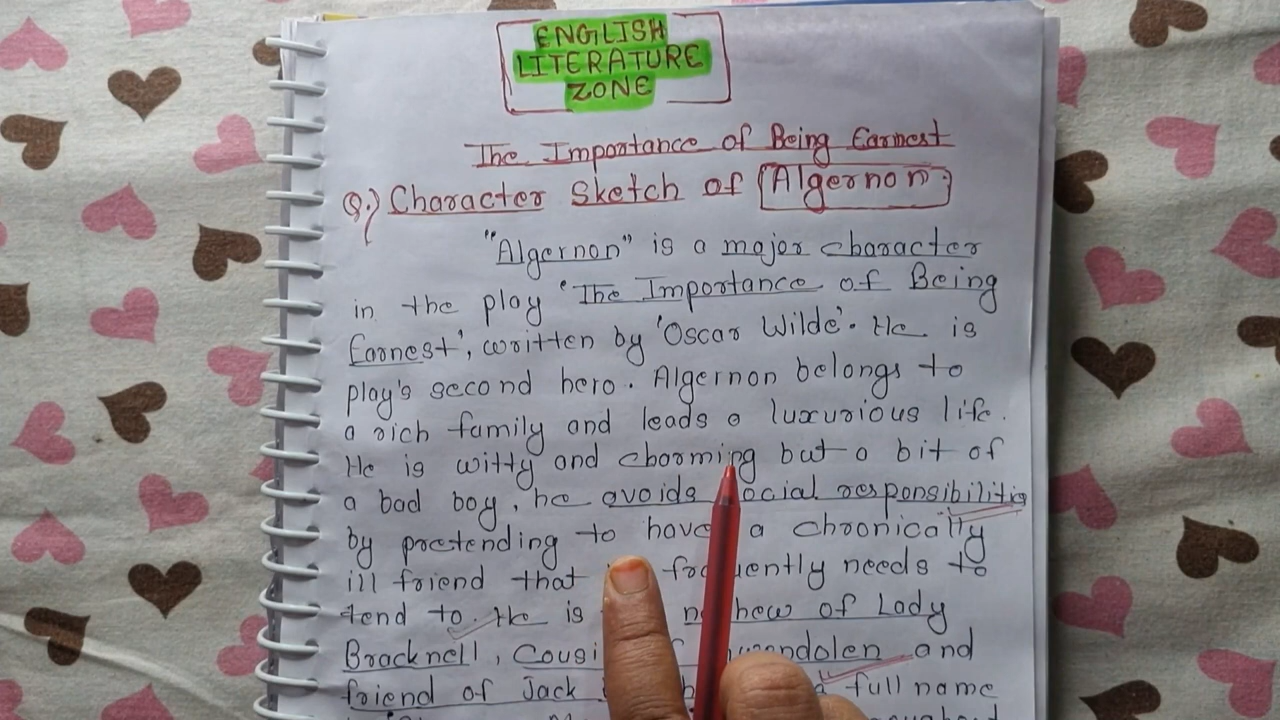 ENGLISH
LITERATURE
ZONE
The Importance of Being Earnest
Q.) Character Sketch of Algernon.
"Algernon" is a major character
in the play 'The Importance of Being
Earnest', written by 'Oscar Wilde'. He is
play's second hero. Algernon belongs to
a rich family and leads a luxurious life.
He is witty and charming but a bit of
a bad boy, he avoids social responsibilitis
by pretending to have a chronically
ill friend that frequently needs to
tend to. He is nephew of Lady
Bracknell, Cousi Gwendolen and
friend of Jack full name